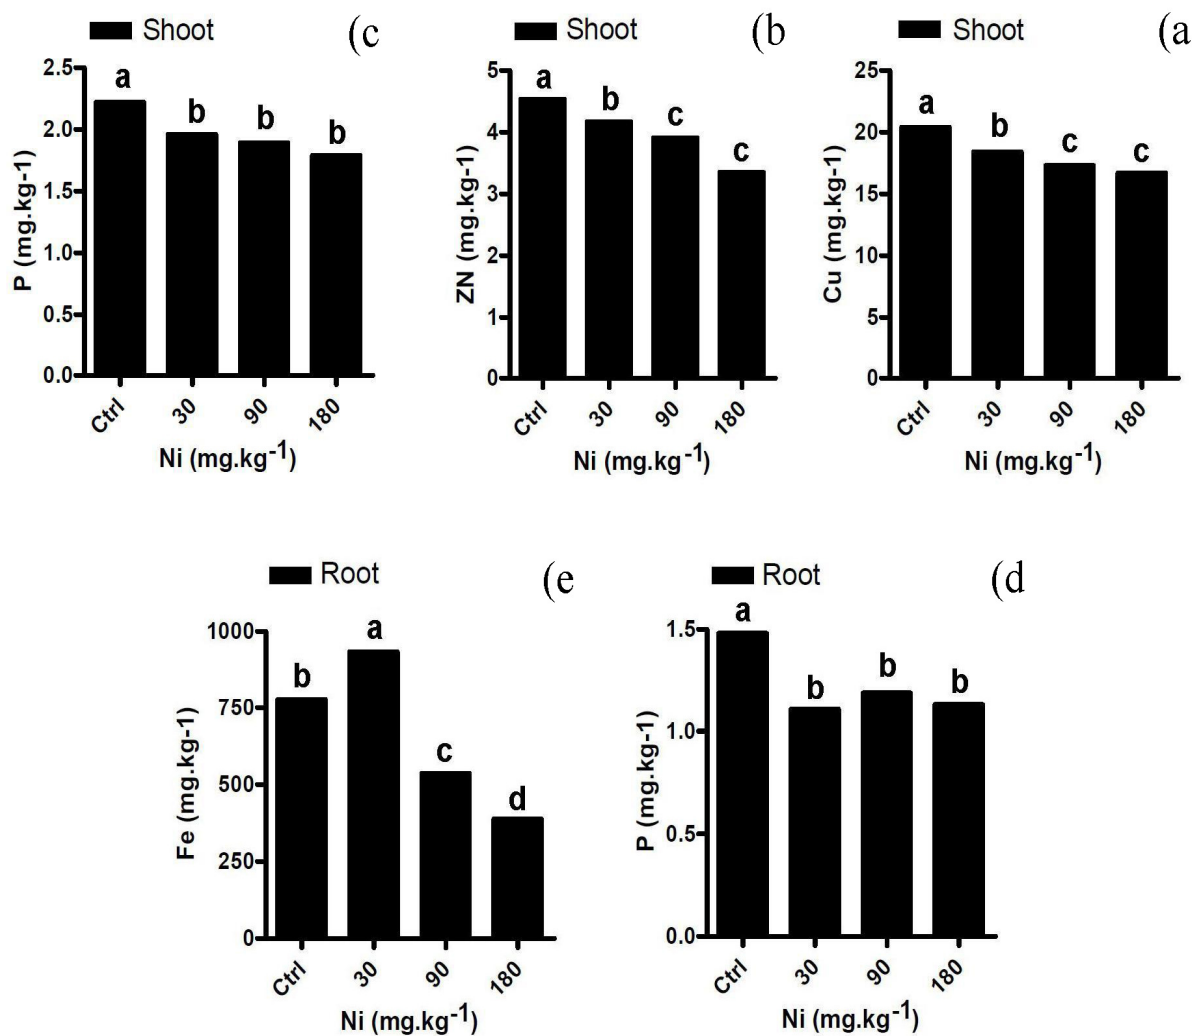 Shoot (c
P (mg.kg-1)
2.5
2.0
1.5
1.0
0.5
0.0
a b b b
Ctrl 30 90 180
Ni (mg.kg-1)
Shoot (b
ZN (mg.kg-1)
5
4
3
2
1
0
a b c c
Ctrl 30 90 180
Ni (mg.kg-1)
Shoot (a
Cu (mg.kg-1)
25
20
15
10
5
0
a b c c
Ctrl 30 90 180
Ni (mg.kg-1)
Root (e
Fe (mg.kg-1)
1000
750
500
250
0
b a c d
Ctrl 30 90 180
Ni (mg.kg-1)
Root (d
P (mg.kg-1)
1.5
1.0
0.5
0.0
a b b b
Ctrl 30 90 180
Ni (mg.kg-1)